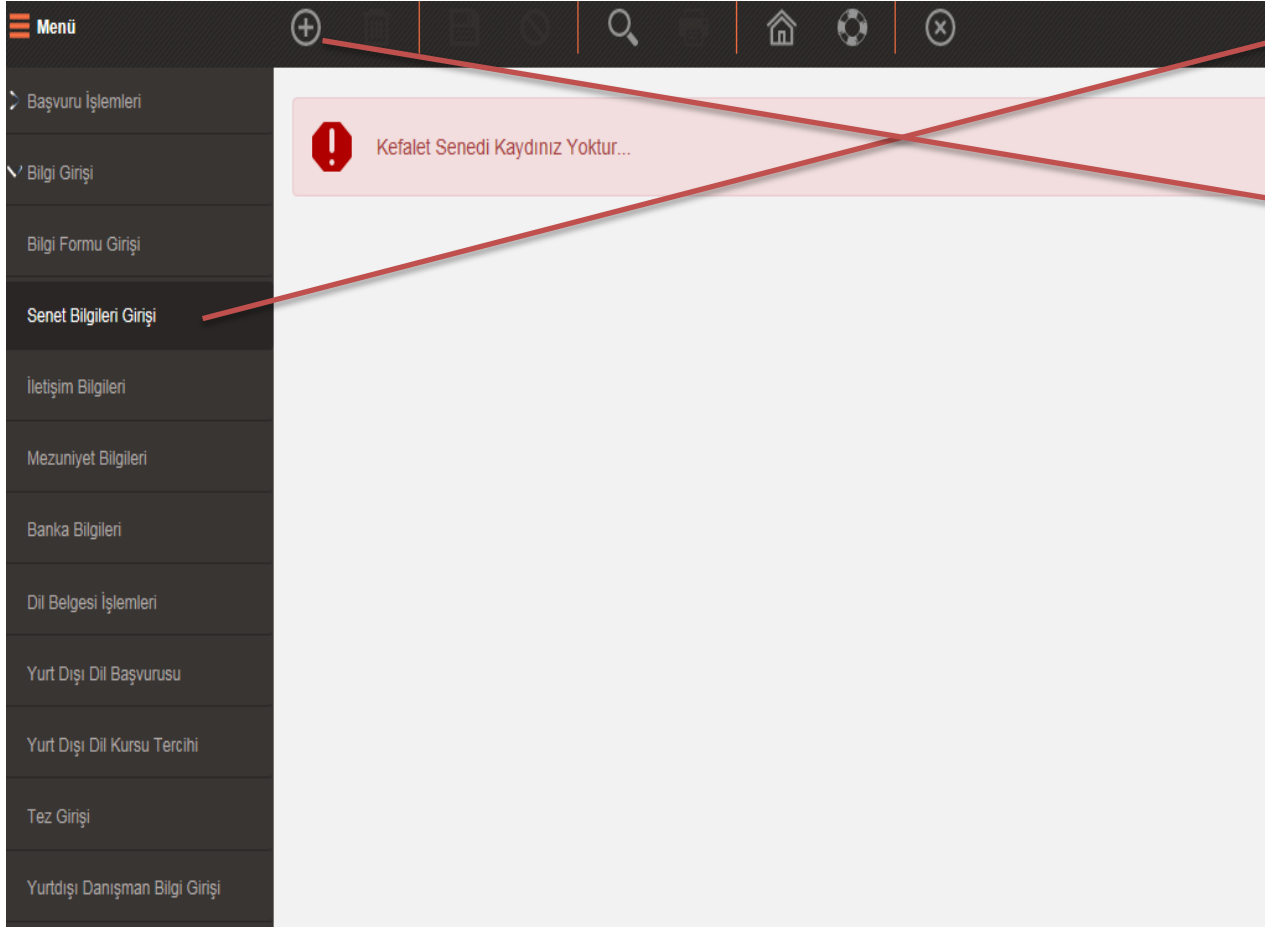 Menü
Başvuru İşlemleri
Bilgi Girişi
Bilgi Formu Girişi
Senet Bilgileri Girişi
İletişim Bilgileri
Mezuniyet Bilgileri
Banka Bilgileri
Dil Belgesi İşlemleri
Yurt Dışı Dil Başvurusu
Yurt Dışı Dil Kursu Tercihi
Tez Girişi
Yurtdışı Danışman Bilgi Girişi
Kefalet Senedi Kaydınız Yoktur...